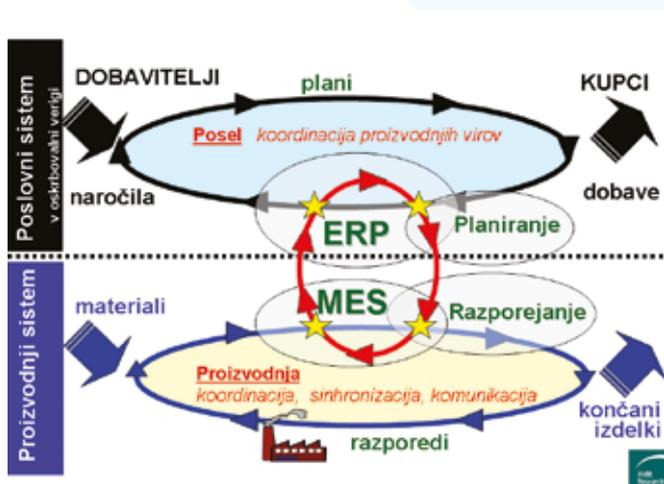 Poslovni sistem
v oskrbovalni verigi
DOBAVITELJI
plani
KUPCI
Posel koordinacija proizvodnjih virov
naročila
dobave
ERP
Planiranje
Proizvodnji sistem
materiali
MES
Razporejanje
Proizvodnja
koordinacija, sinhronizacija, komunikacija
končani
izdelki
razporedi